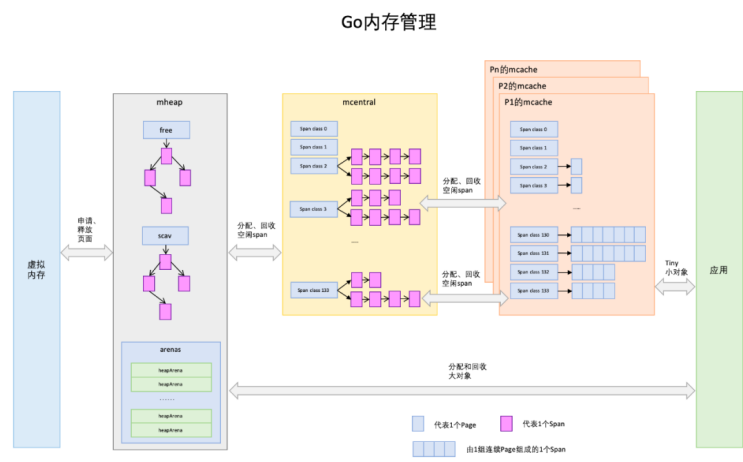 Go内存管理
虚拟
内存
申请、
释放
页面
mheap
free
scav
arenas
heapArena
heapArena
......
heapArena
heapArena
分配、回收
空闲span
mcentral
Span class 0
Span class 1
Span class 2
Span class 3
......
Span class 133
分配、回收
空闲span
分配、回收
空闲span
Pn的mcache
P2的mcache
P1的mcache
Span class 0
Span class 1
Span class 2
Span class 3
......
Span class 130
Span class 131
Span class 132
Span class 133
Tiny
小对象
应用
分配和回收
大对象
代表1个Page
代表1个Span
由1组连续Page组成的1个Span